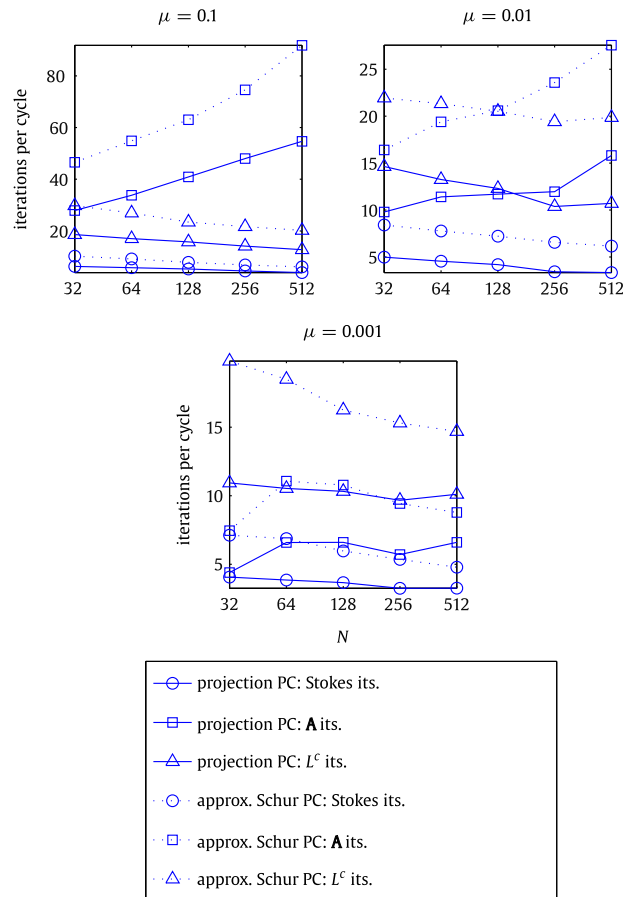 μ = 0.1
μ = 0.01
iterations per cycle
80
60
40
20
32 64 128 256 512
25
20
15
10
5
32 64 128 256 512
μ = 0.001
iterations per cycle
15
10
5
32 64 128 256 512
N
projection PC: Stokes its.
projection PC: A its.
projection PC: Lᶜ its.
approx. Schur PC: Stokes its.
approx. Schur PC: A its.
approx. Schur PC: Lᶜ its.